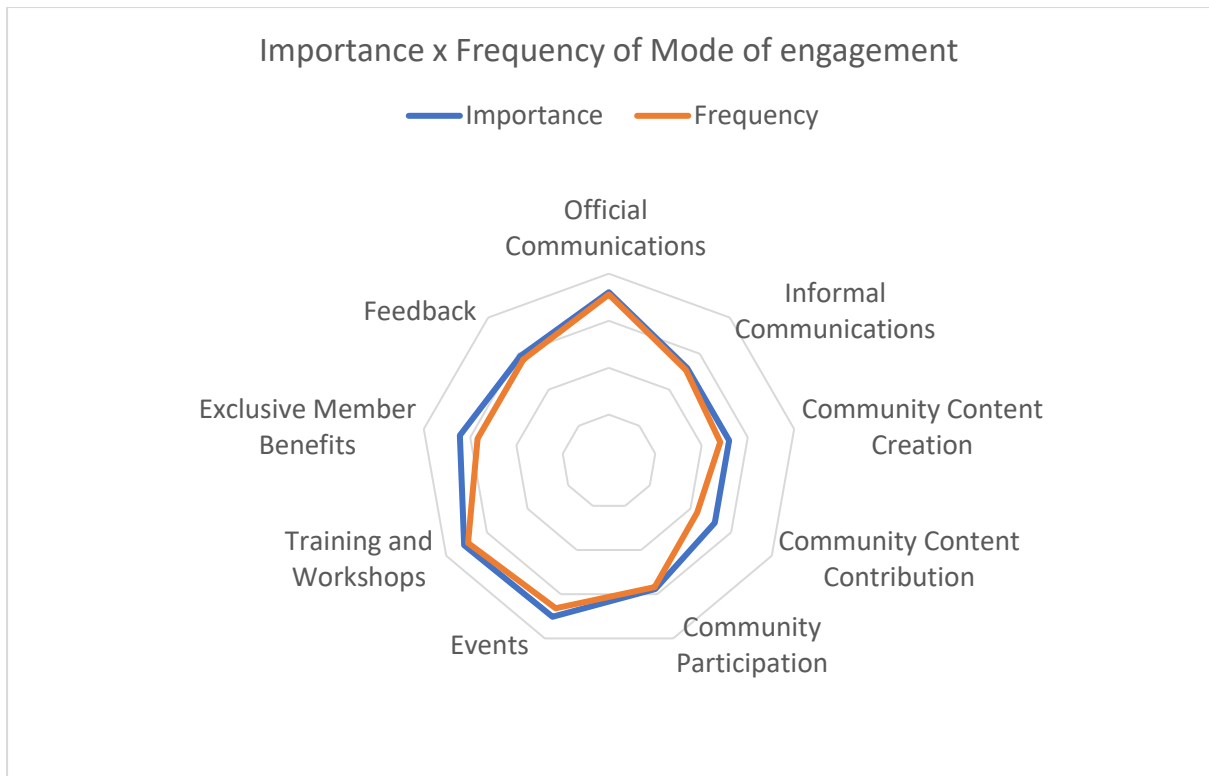 Importance x Frequency of Mode of engagement
Importance
Frequency
Official
Communications
Informal
Communications
Community Content
Creation
Community Content
Contribution
Community
Participation
Events
Training and
Workshops
Exclusive Member
Benefits
Feedback